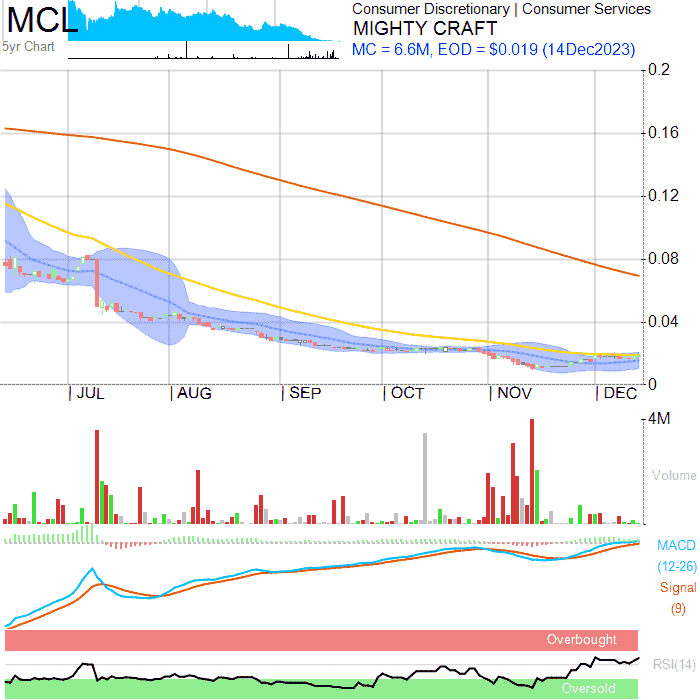 MCL
Consumer Discretionary | Consumer Services
MIGHTY CRAFT
5yr Chart
MC = 6.6M, EOD = $0.019 (14Dec2023)
0.2
0.16
0.12
0.08
0.04
0
JUL AUG SEP OCT NOV DEC
4M
Volume
MACD
(12-26)
Signal
(9)
Overbought
RSI(14)
Oversold